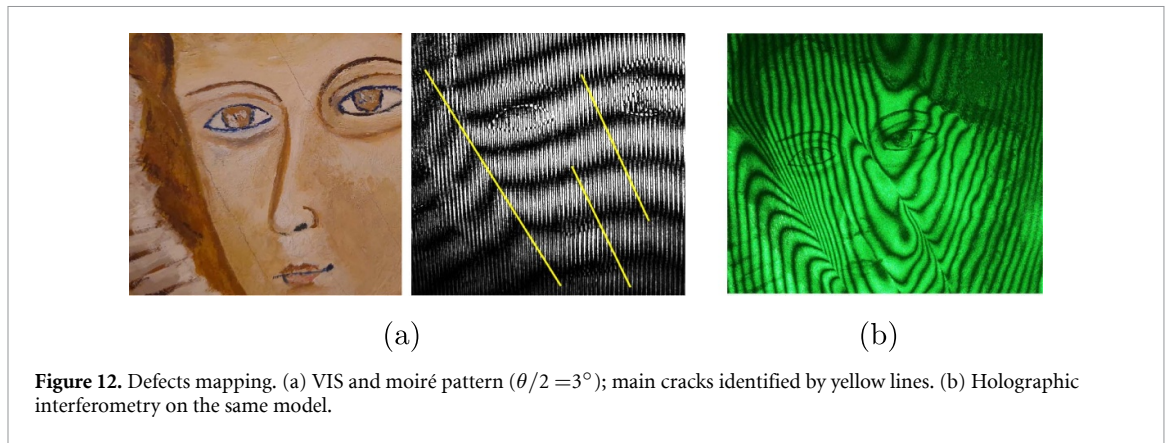 (a)
(b)
Figure 12. Defects mapping. (a) VIS and moiré pattern (θ/2 =3°); main cracks identified by yellow lines. (b) Holographic
interferometry on the same model.